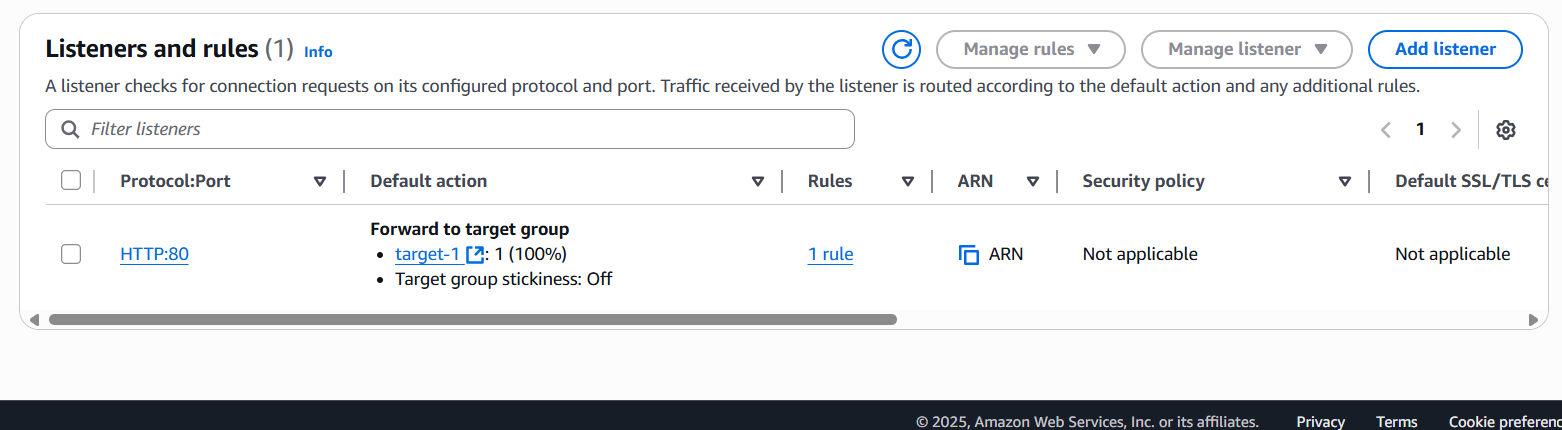 Listeners and rules (1) Info
Manage rules
Manage listener
Add listener
A listener checks for connection requests on its configured protocol and port. Traffic received by the listener is routed according to the default action and any additional rules.
Filter listeners
1
Protocol:Port Default action Rules ARN Security policy Default SSL/TLS
Forward to target group
HTTP:80
• target-1 : 1 (100%)
• Target group stickiness: Off
1 rule
ARN
Not applicable
Not applicable
© 2025, Amazon Web Services, Inc. or its affiliates. Privacy Terms Cookie